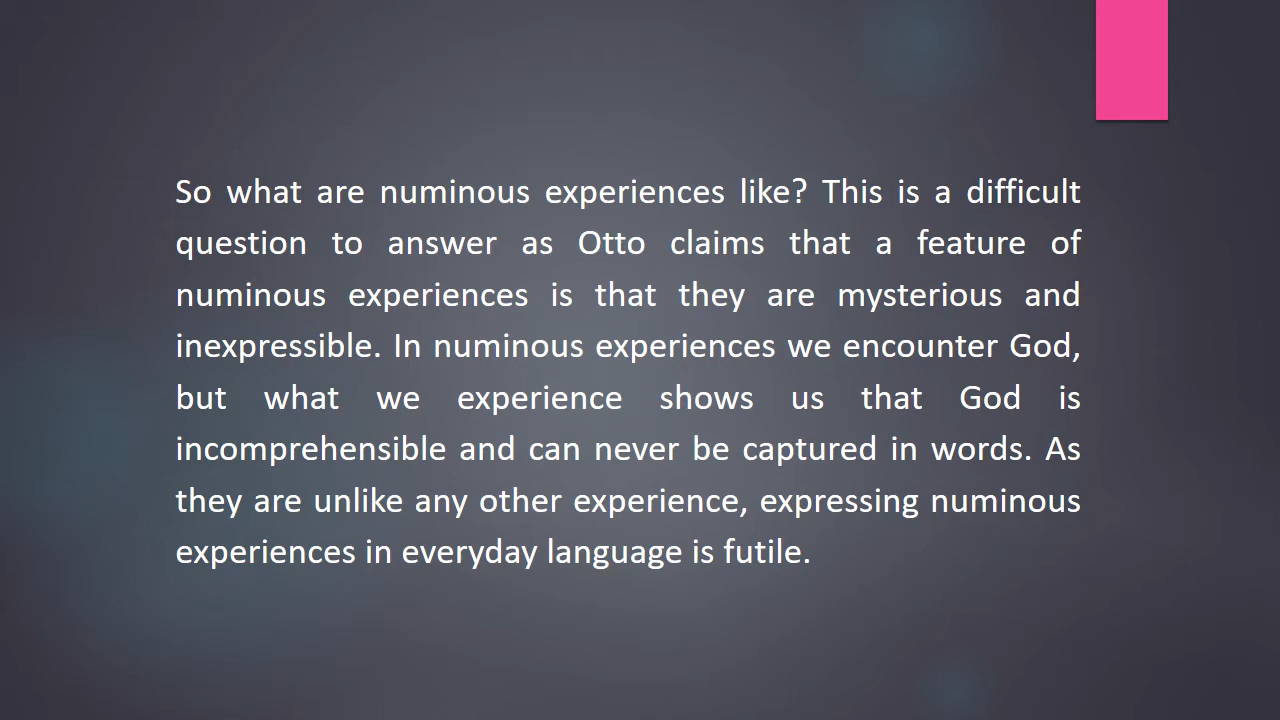 So what are numinous experiences like? This is a difficult
question to answer as Otto claims that a feature of
numinous experiences is that they are mysterious and
inexpressible. In numinous experiences we encounter God,
but what we experience shows us that God is
incomprehensible and can never be captured in words. As
they are unlike any other experience, expressing numinous
experiences in everyday language is futile.